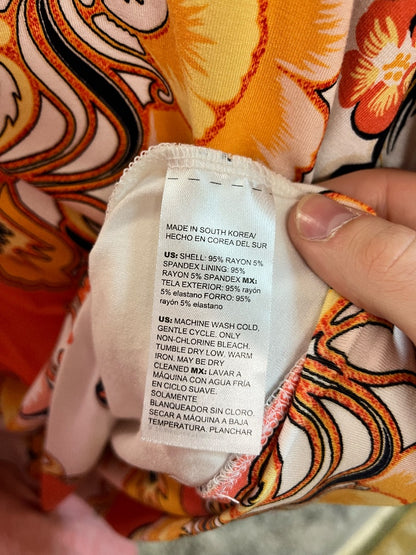 MADE IN SOUTH KOREA/
HECHO EN COREA DEL SUR
US: SHELL: 95% RAYON 5%
SPANDEX LINING: 95%
RAYON 5% SPANDEX MX:
TELA EXTERIOR: 95% rayón
5% elastano FORRO: 95%
rayón 5% elastano
US: MACHINE WASH COLD,
GENTLE CYCLE. ONLY
NON-CHLORINE BLEACH.
TUMBLE DRY LOW. WARM
IRON. MAY BE DRY
CLEANED MX: LAVAR A
MÁQUINA CON AGUA FRÍA
EN CICLO SUAVE.
SOLAMENTE
BLANQUEADOR SIN CLORO.
SECAR A MÁQUINA A BAJA
TEMPERATURA. PLANCHAR